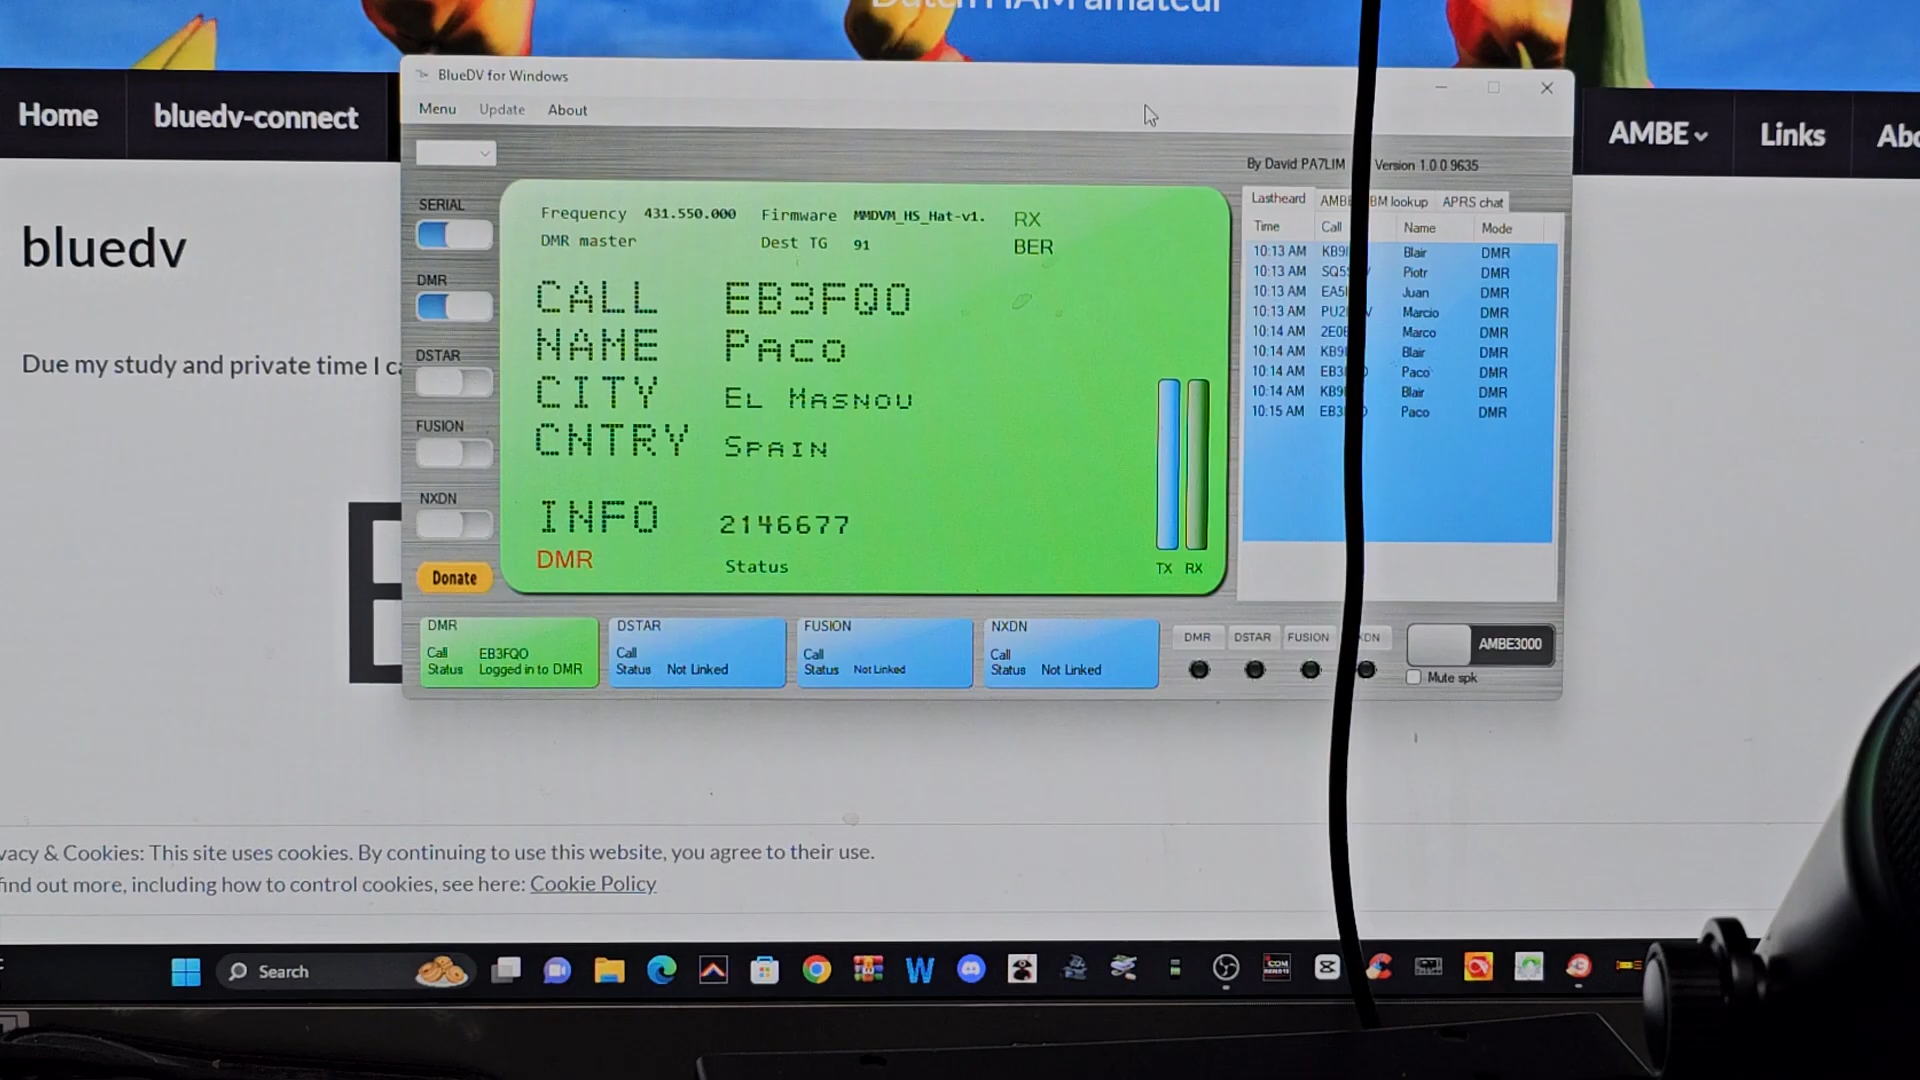 Dutch HAM amateur
Home
bluedv-connect
AMBE
Links
BlueDV for Windows
Menu Update About
By David PA7LIM Version 1.0.0.9635
SERIAL
DMR
DSTAR
FUSION
NXDN
Donate
Frequency 431.550.000 Firmware MMDVM_HS_Hat-v1. RX
DMR master Dest TG 91 BER
CALL EB3FQO
NAME Paco
CITY El Masnou
CNTRY Spain
INFO 2146677
DMR Status
TX RX
Lastheard AMBE BM lookup APRS chat
Time Call Name Mode
10:13 AM Blair DMR
10:13 AM Piotr DMR
10:13 AM Juan DMR
10:13 AM Marcio DMR
10:14 AM Marco DMR
10:14 AM Blair DMR
10:14 AM Paco DMR
10:14 AM Blair DMR
10:15 AM Paco DMR
DMR
Call EB3FQO
Status Logged in to DMR
DSTAR
Call
Status Not Linked
FUSION
Call
Status Not Linked
NXDN
Call
Status Not Linked
DMR DSTAR FUSION
AMBE3000
Mute spk
bluedv
Due my study and private time I
& Cookies: This site uses cookies. By continuing to use this website, you agree to their use.
find out more, including how to control cookies, see here: Cookie Policy
Search